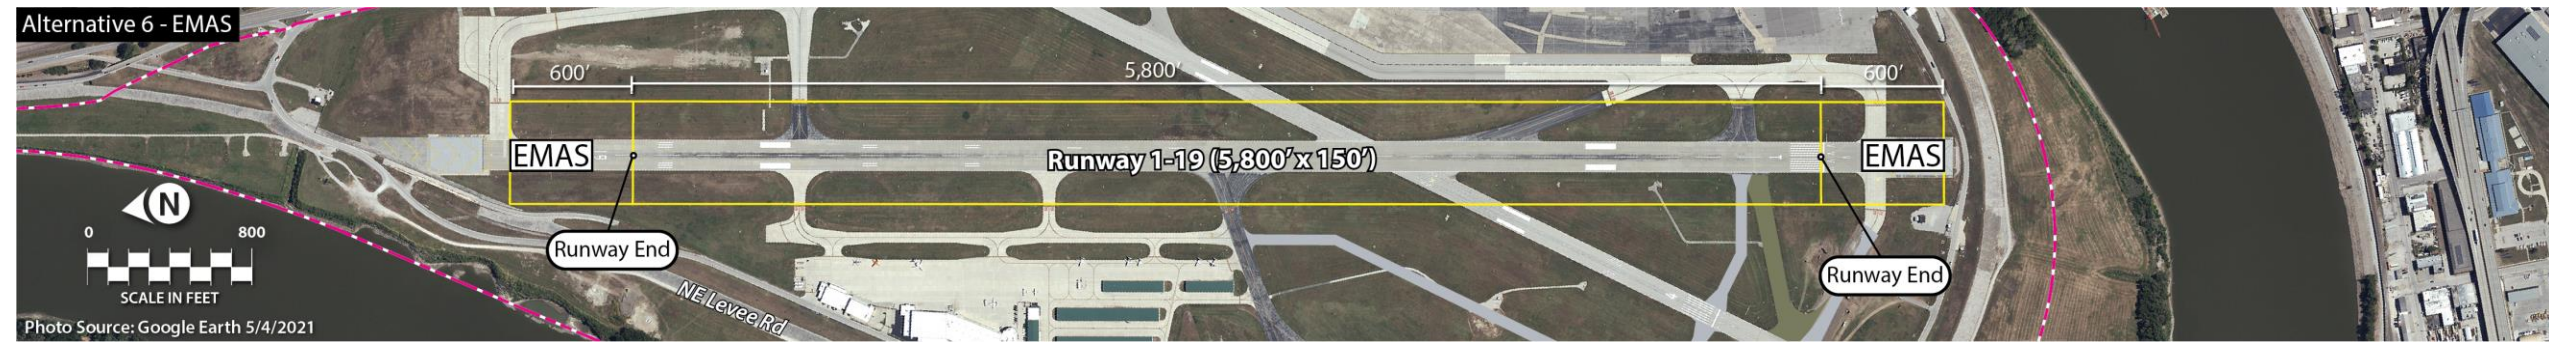 Alternative 6 - EMAS
600’
5,800’
600’
EMAS
Runway 1-19 (5,800’ x 150’)
EMAS
N
0
800
SCALE IN FEET
Runway End
Runway End
NE Levee Rd
Photo Source: Google Earth 5/4/2021